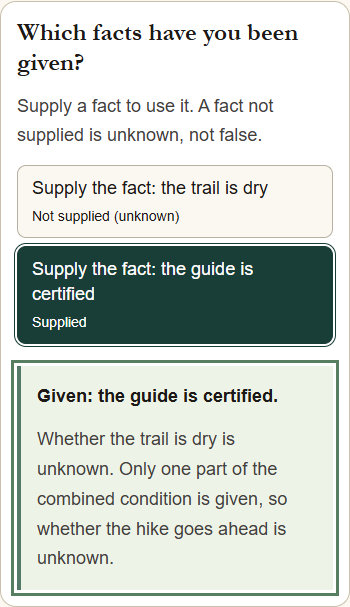 Which facts have you been
given?
Supply a fact to use it. A fact not
supplied is unknown, not false.
Supply the fact: the trail is dry
Not supplied (unknown)
Supply the fact: the guide is
certified
Supplied
Given: the guide is certified.
Whether the trail is dry is
unknown. Only one part of the
combined condition is given, so
whether the hike goes ahead is
unknown.